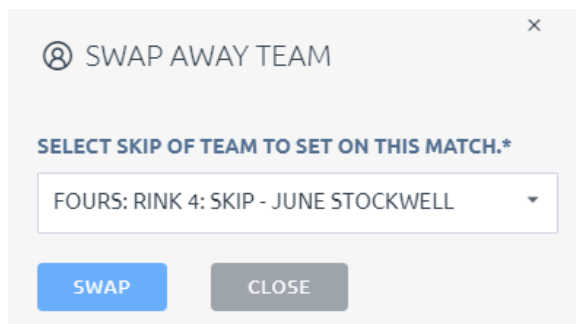 SWAP AWAY TEAM
SELECT SKIP OF TEAM TO SET ON THIS MATCH.*
FOURS: RINK 4: SKIP - JUNE STOCKWELL
SWAP
CLOSE